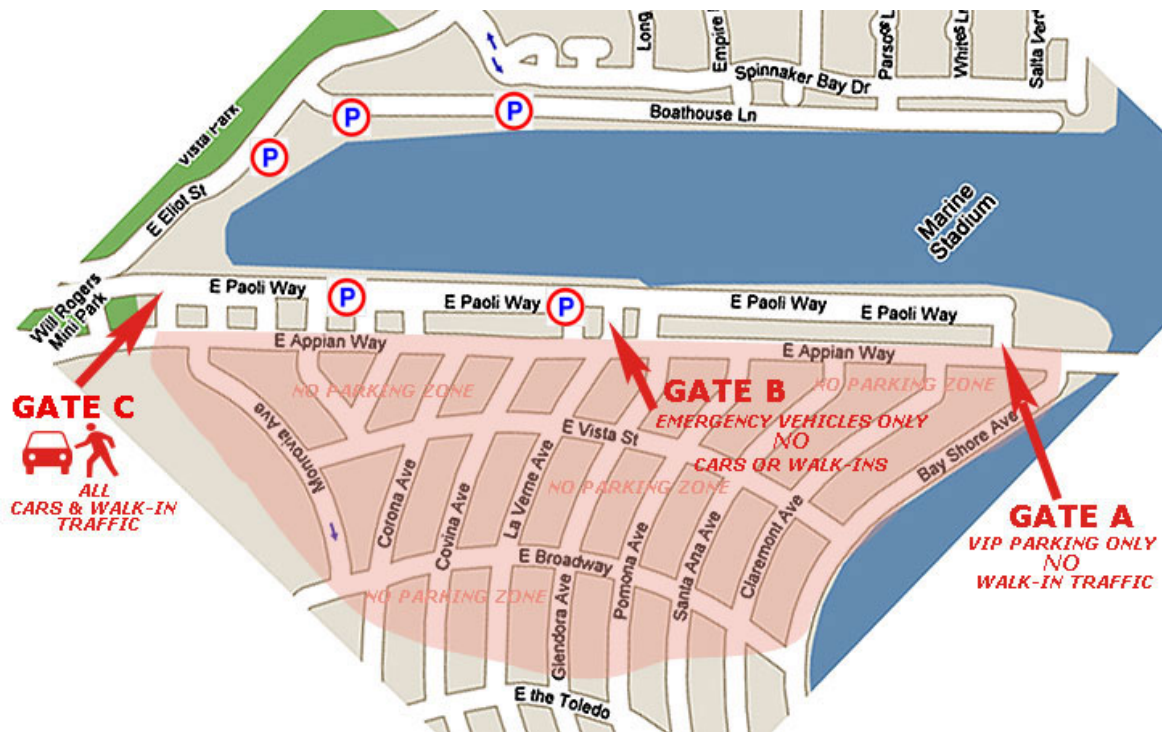 Long
Empire
Parsos
Whites Ln
Salta Verd
Spinnaker Bay Dr
P
P
Boathouse Ln
Vista Park
P
E Eliot St
Marine
Stadium
Will Rogers
Mini Park
E Paoli Way
P
E Paoli Way
P
E Paoli Way
E Paoli Way
E Appian Way
E Appian Way
GATE C
ALL
CARS & WALK-IN
TRAFFIC
NO PARKING ZONE
GATE B
EMERGENCY VEHICLES ONLY
NO
CARS OR WALK-INS
NO PARKING ZONE
Monrovia Ave
E Vista St
Bay Shore Ave
NO PARKING ZONE
GATE A
VIP PARKING ONLY
NO
WALK-IN TRAFFIC
Corona Ave
Covina Ave
La Verne Ave
E Broadway
Pomona Ave
Santa Ana Ave
Claremont Ave
NO PARKING ZONE
Glendora Ave
E the Toledo